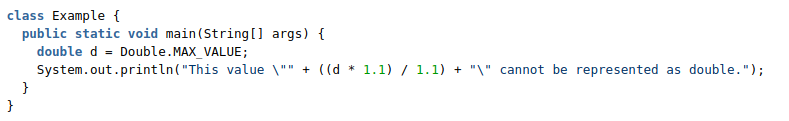 class Example {
  public static void main(String[] args) {
    double d = Double.MAX_VALUE;
    System.out.println("This value \"" + ((d * 1.1) / 1.1) + "\" cannot be represented as double.");
  }
}